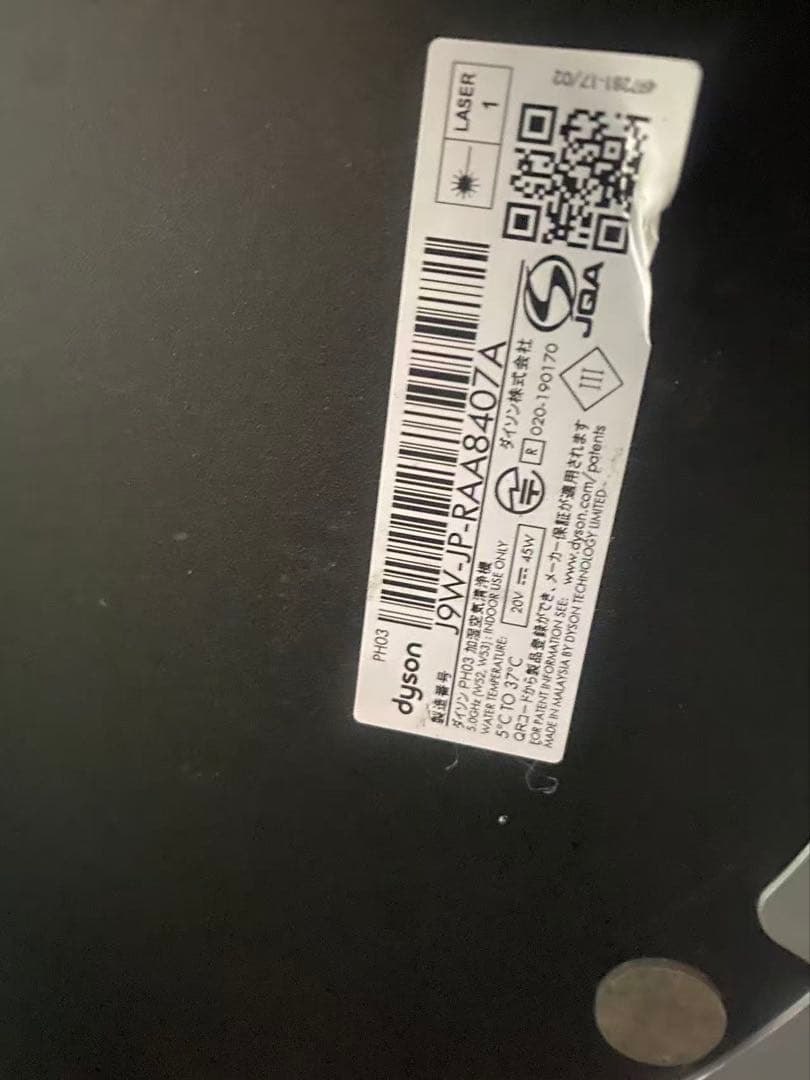 PH03
dyson
製造番号 J9W-JP-RAA8407A
ダイソン PH03 加湿空気清浄機
5.0GHz (W52, W53) : INDOOR USE ONLY
WATER TEMPERATURE:
5°C TO 37°C
20V ⎓ 45W
ダイソン株式会社
R 020-190170
QRコードから製品登録ができ、メーカー保証が適用されます
FOR PATENT INFORMATION SEE: www.dyson.com/patents
MADE IN MALAYSIA BY DYSON TECHNOLOGY LIMITED
LASER
1
S
JQA
III